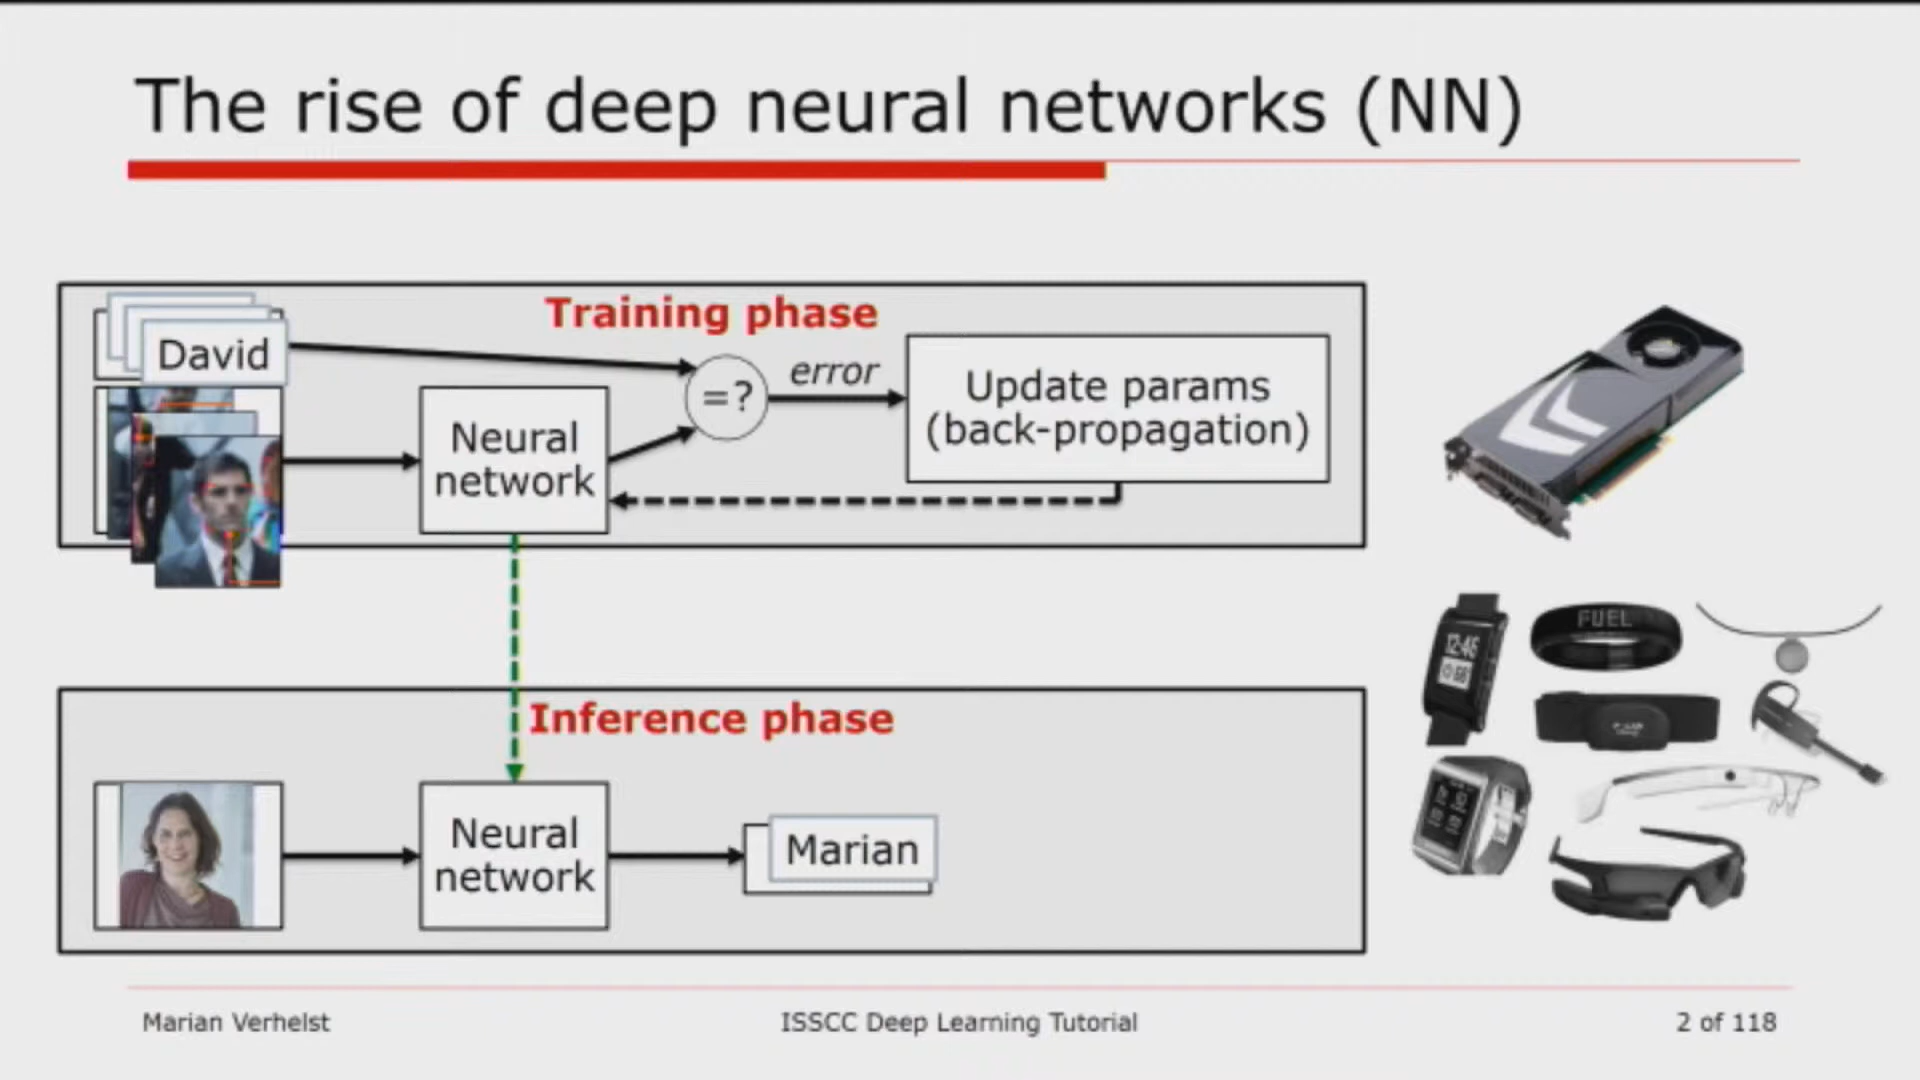 The rise of deep neural networks (NN)
Training phase
David
=?
error
Update params
(back-propagation)
Neural
network
FUEL
12:46
Inference phase
Neural
network
Marian
Marian Verhelst
ISSCC Deep Learning Tutorial
2 of 118